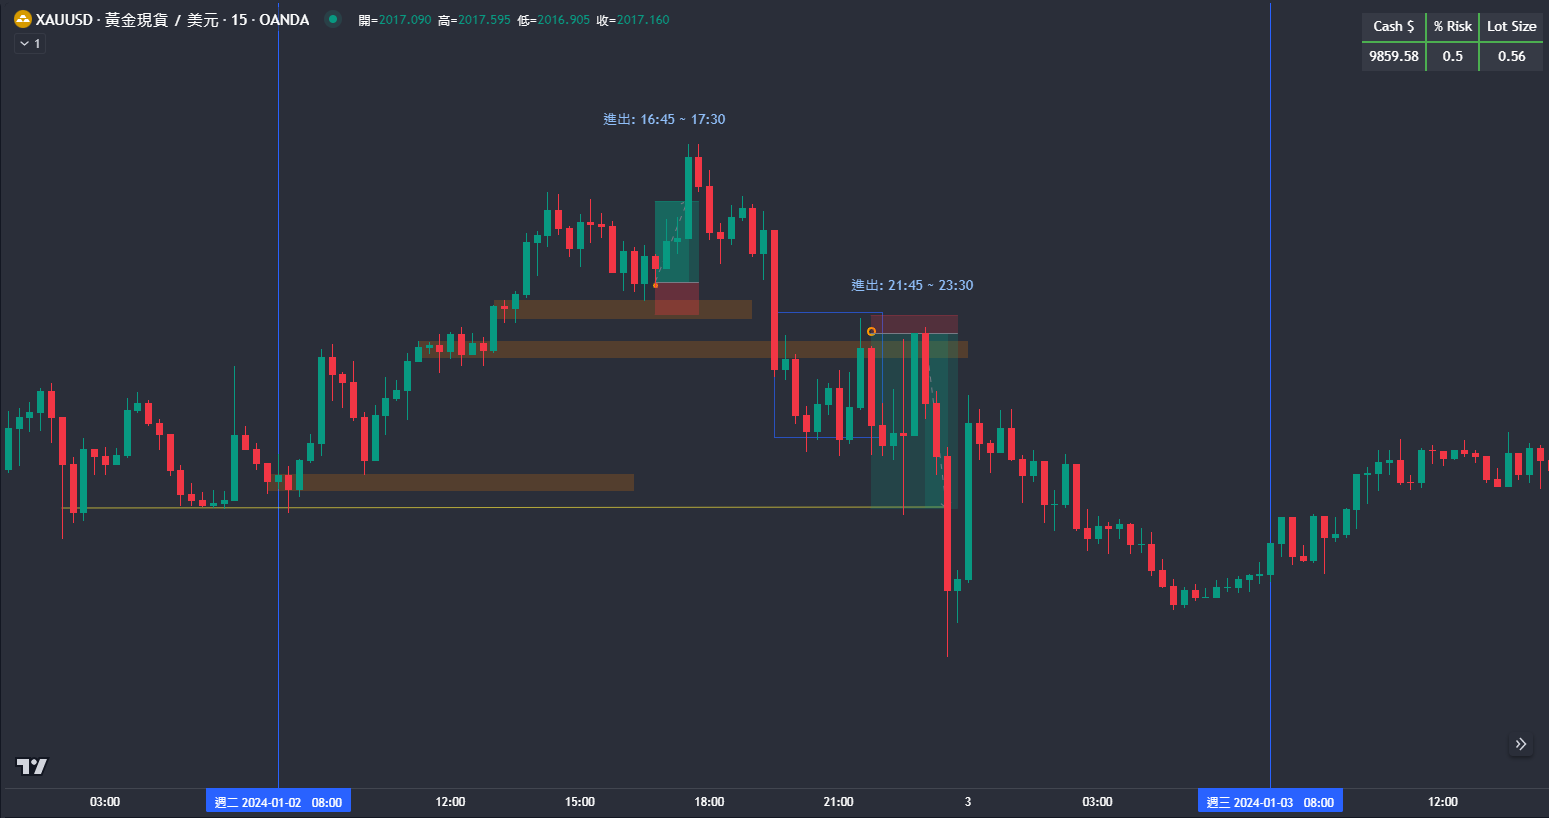 XAUUSD · 黃金現貨 / 美元 · 15 · OANDA 開=2017.090 高=2017.595 低=2016.905 收=2017.160
1
Cash $ % Risk Lot Size
9859.58 0.5 0.56
進出: 16:45 ~ 17:30
進出: 21:45 ~ 23:30
03:00 週二 2024-01-02 08:00 12:00 15:00 18:00 21:00 3 03:00 週三 2024-01-03 08:00 12:00